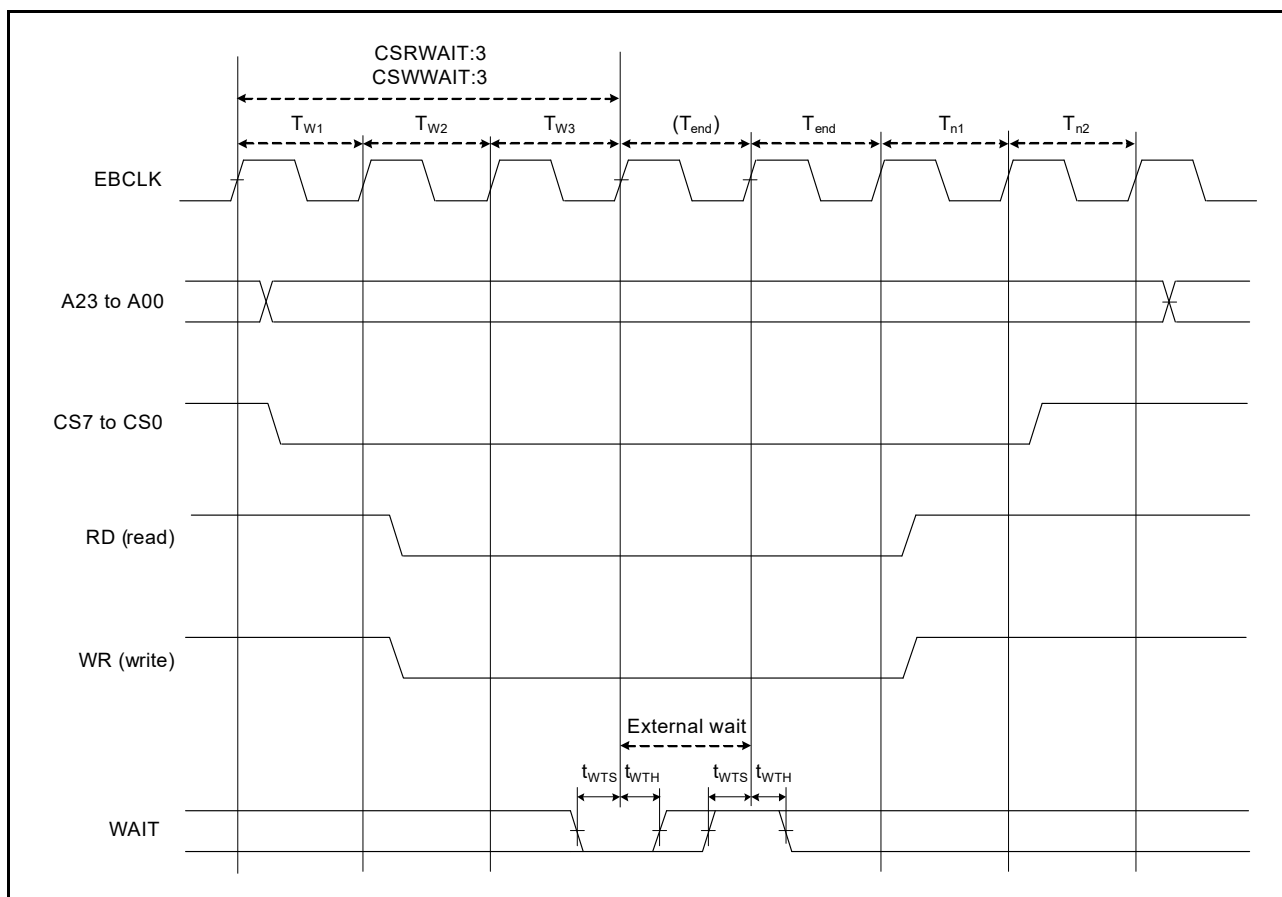 CSRWAIT:3
CSWWAIT:3
TW1 TW2 TW3 (Tend) Tend Tn1 Tn2
EBCLK
A23 to A00
CS7 to CS0
RD (read)
WR (write)
External wait
tWTS tWTH tWTS tWTH
WAIT